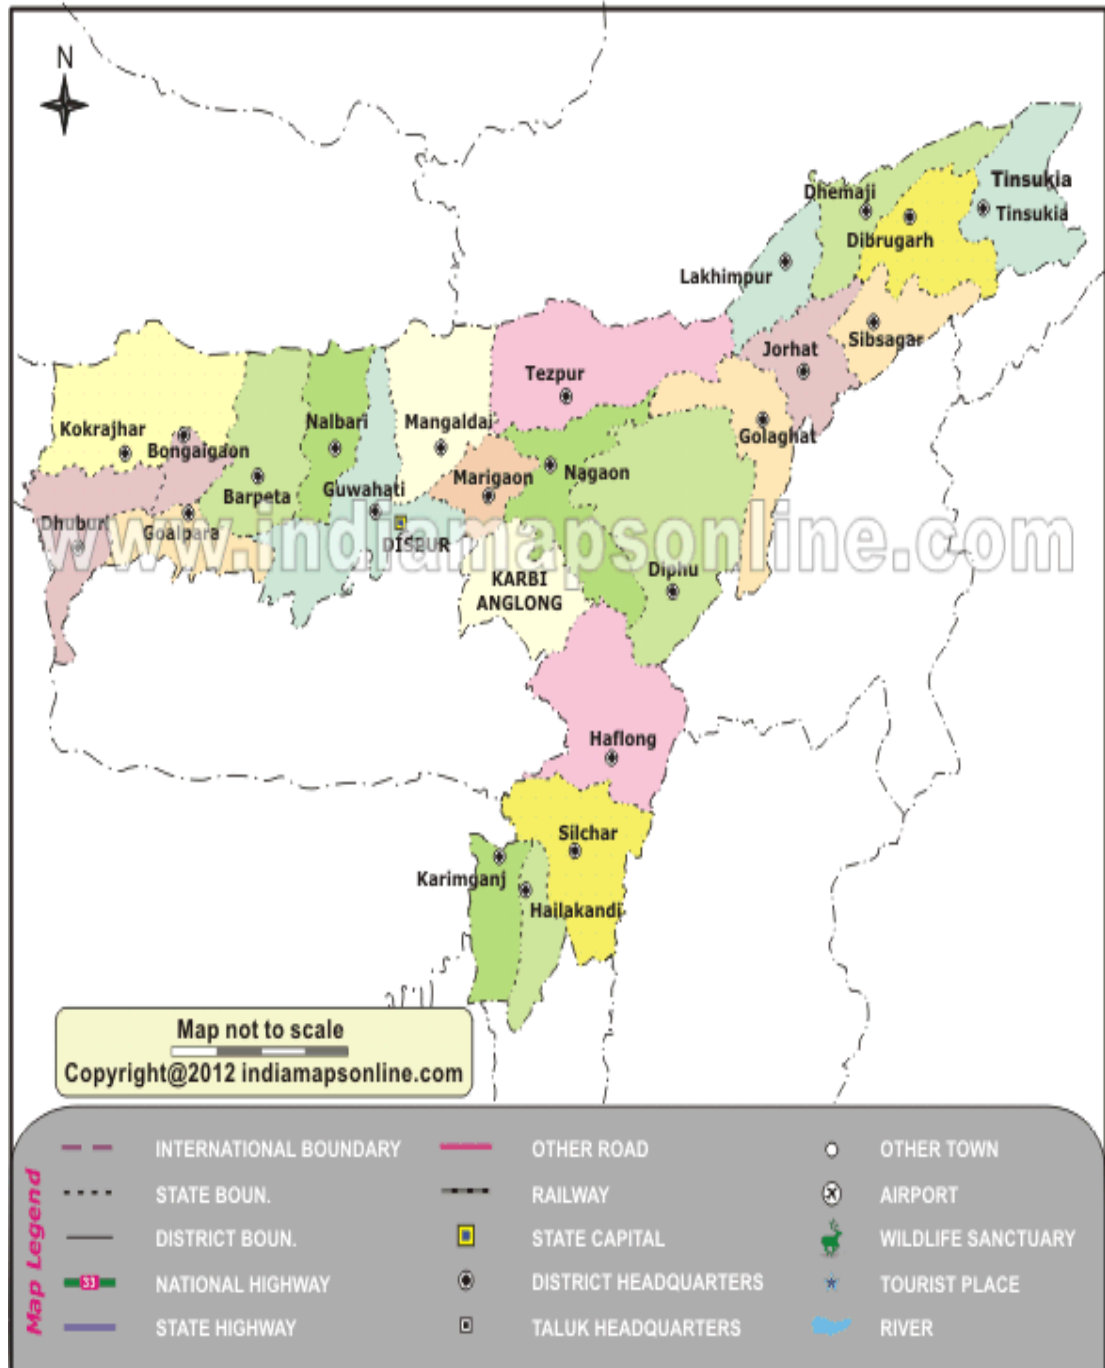 N
Dhemaji
Tinsukia
Tinsukia
Dibrugarh
Lakhimpur
Sibsagar
Jorhat
Tezpur
Golaghat
Kokrajhar
Bongaigaon
Nalbari
Mangaldai
Barpeta
Guwahati
Marigaon
Nagaon
Dhuburi
Goalpara
DISPUR
www.indiamapsonline.com
KARBI
ANGLONG
Diphu
Haflong
Silchar
Karimganj
Hailakandi
Map not to scale
Copyright@2012 indiamapsonline.com
Map Legend
INTERNATIONAL BOUNDARY
STATE BOUN.
DISTRICT BOUN.
33 NATIONAL HIGHWAY
STATE HIGHWAY
OTHER ROAD
RAILWAY
STATE CAPITAL
DISTRICT HEADQUARTERS
TALUK HEADQUARTERS
OTHER TOWN
AIRPORT
WILDLIFE SANCTUARY
TOURIST PLACE
RIVER